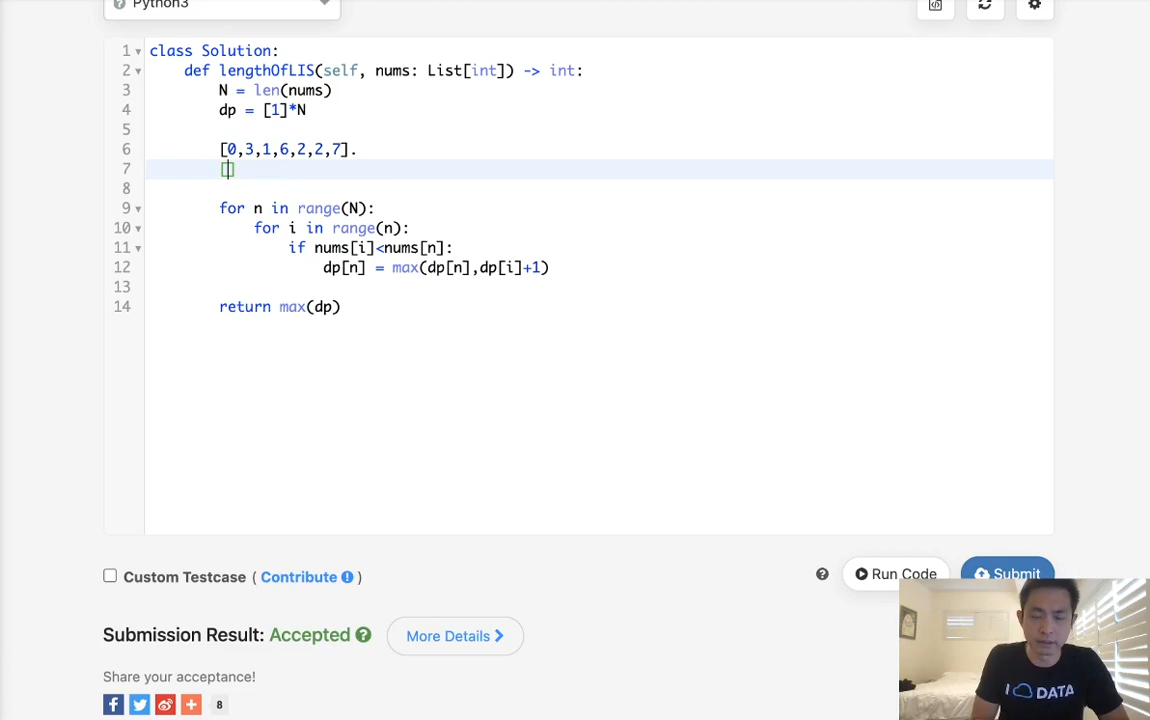 Python3
1 class Solution:
2 def lengthOfLIS(self, nums: List[int]) -> int:
3 N = len(nums)
4 dp = [1]*N
5
6 [0,3,1,6,2,2,7].
7 []
8
9 for n in range(N):
10 for i in range(n):
11 if nums[i]<nums[n]:
12 dp[n] = max(dp[n],dp[i]+1)
13
14 return max(dp)
Custom Testcase ( Contribute )
Run Code
Submit
Submission Result: Accepted
More Details
Share your acceptance!
8
I DATA